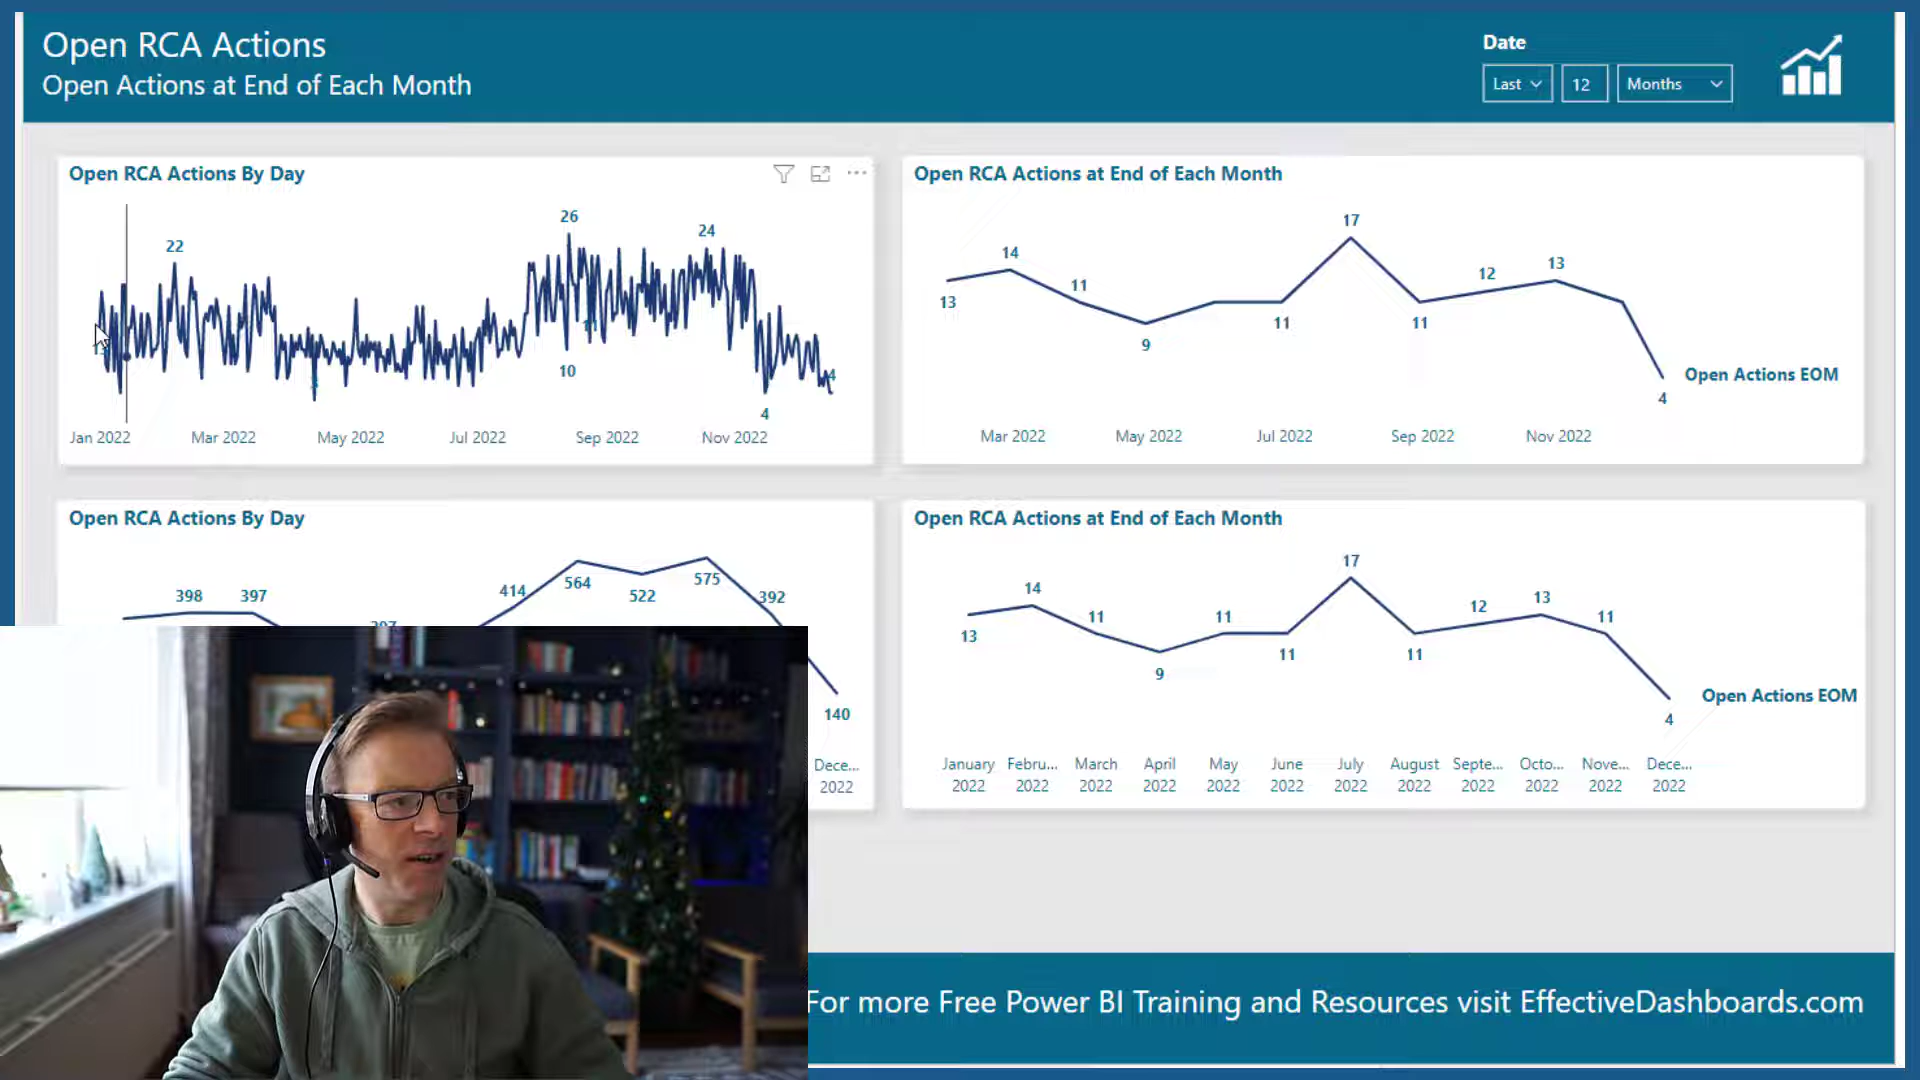 Open RCA Actions
Open Actions at End of Each Month
Date
Last
12
Months
Open RCA Actions By Day
26
24
22
10
4
4
Jan 2022
Mar 2022
May 2022
Jul 2022
Sep 2022
Nov 2022
Open RCA Actions at End of Each Month
17
14
13
12
13
11
9
11
11
Open Actions EOM
4
Mar 2022
May 2022
Jul 2022
Sep 2022
Nov 2022
Open RCA Actions By Day
398
397
414
564
522
575
392
140
Dece...
2022
Open RCA Actions at End of Each Month
17
14
13
11
11
12
13
11
9
11
11
Open Actions EOM
4
January
2022
Febru...
2022
March
2022
April
2022
May
2022
June
2022
July
2022
August
2022
Septe...
2022
Octo...
2022
Nove...
2022
Dece...
2022
For more Free Power BI Training and Resources visit EffectiveDashboards.com